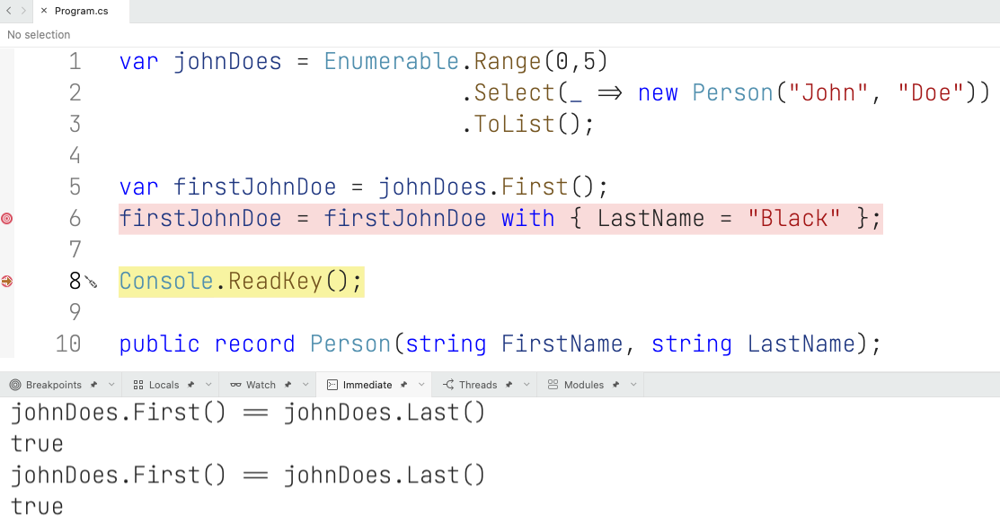 Program.cs
No selection
1 var johnDoes = Enumerable.Range(0,5)
2 .Select(_ => new Person("John", "Doe"))
3 .ToList();
4
5 var firstJohnDoe = johnDoes.First();
6 firstJohnDoe = firstJohnDoe with { LastName = "Black" };
7
8 Console.ReadKey();
9
10 public record Person(string FirstName, string LastName);
Breakpoints Locals Watch Immediate Threads Modules
johnDoes.First() == johnDoes.Last()
true
johnDoes.First() == johnDoes.Last()
true